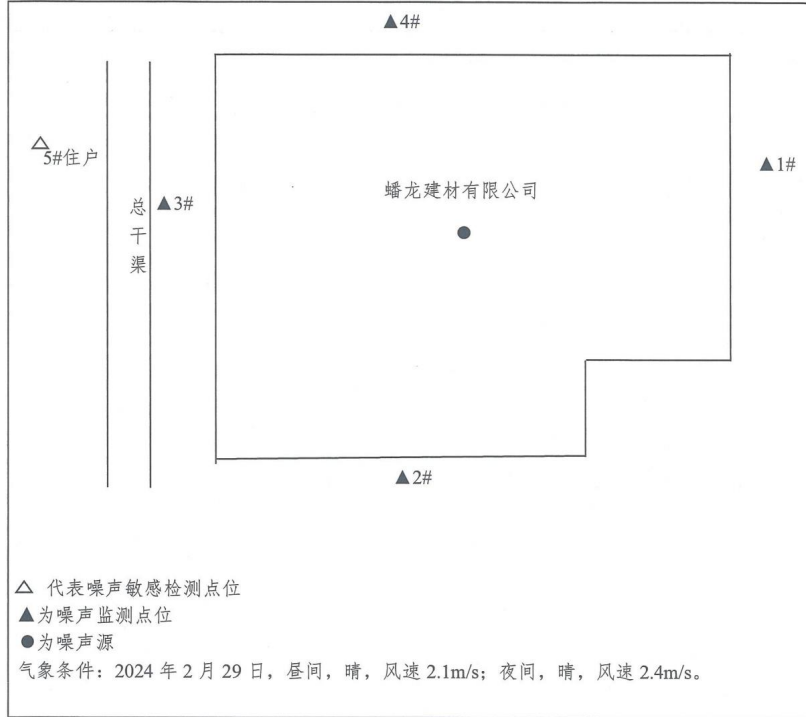 ▲4#
△
5#住户
▲1#
蟠龙建材有限公司
▲3#
总干渠
▲2#
△ 代表噪声敏感检测点位
▲为噪声监测点位
●为噪声源
气象条件：2024 年 2 月 29 日，昼间，晴，风速 2.1m/s；夜间，晴，风速 2.4m/s。